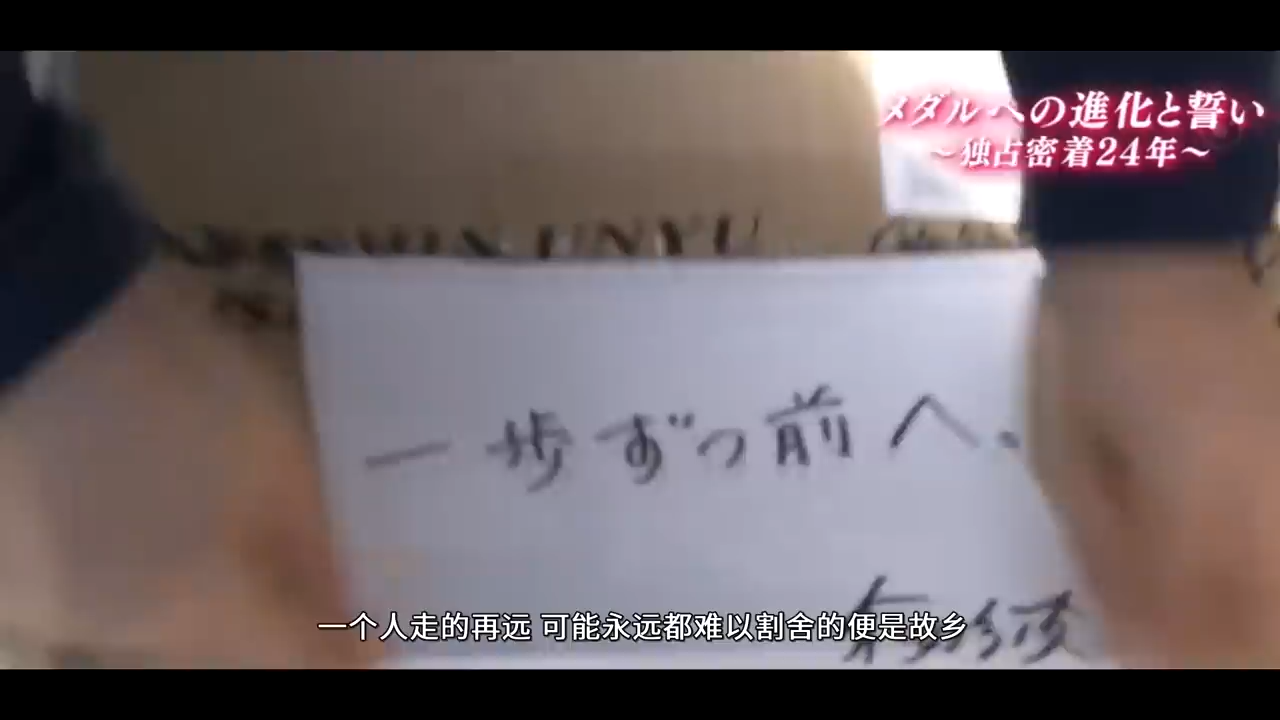 メダルへの進化と誓い
～独占密着24年～
UNYU
一歩ずつ前へ。
一个人走的再远 可能永远都难以割舍的便是故乡